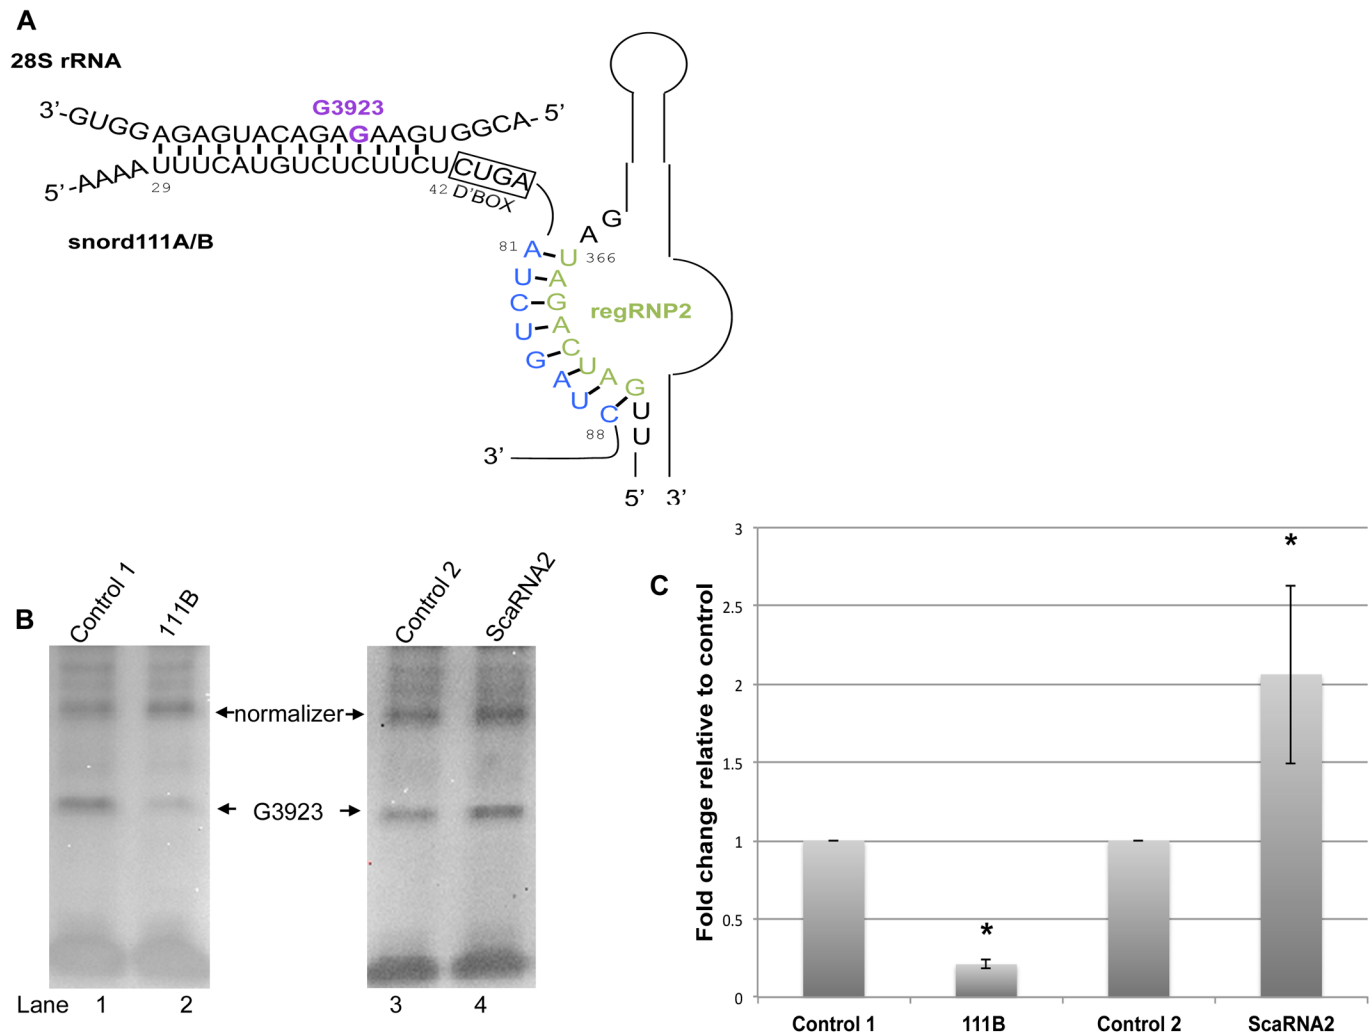 A
28S rRNA
G3923
3’-GUGGAGAGUACAGAGAAGUGGCA-5’
5’-AAAAUUUCAUGUCUCUUCUCUGA
29
42 D’BOX
snord111A/B
G
A
81 A U 366
U A
C G
regRNP2
U A
G C
A U
U A
C G
88
U
U
3’
5’ 3’
B
Control 1
111B
Control 2
ScaRNA2
normalizer
G3923
Lane 1 2 3 4
C
Fold change relative to control
3
2.5
2
1.5
1
0.5
0
*
*
Control 1 111B Control 2 ScaRNA2